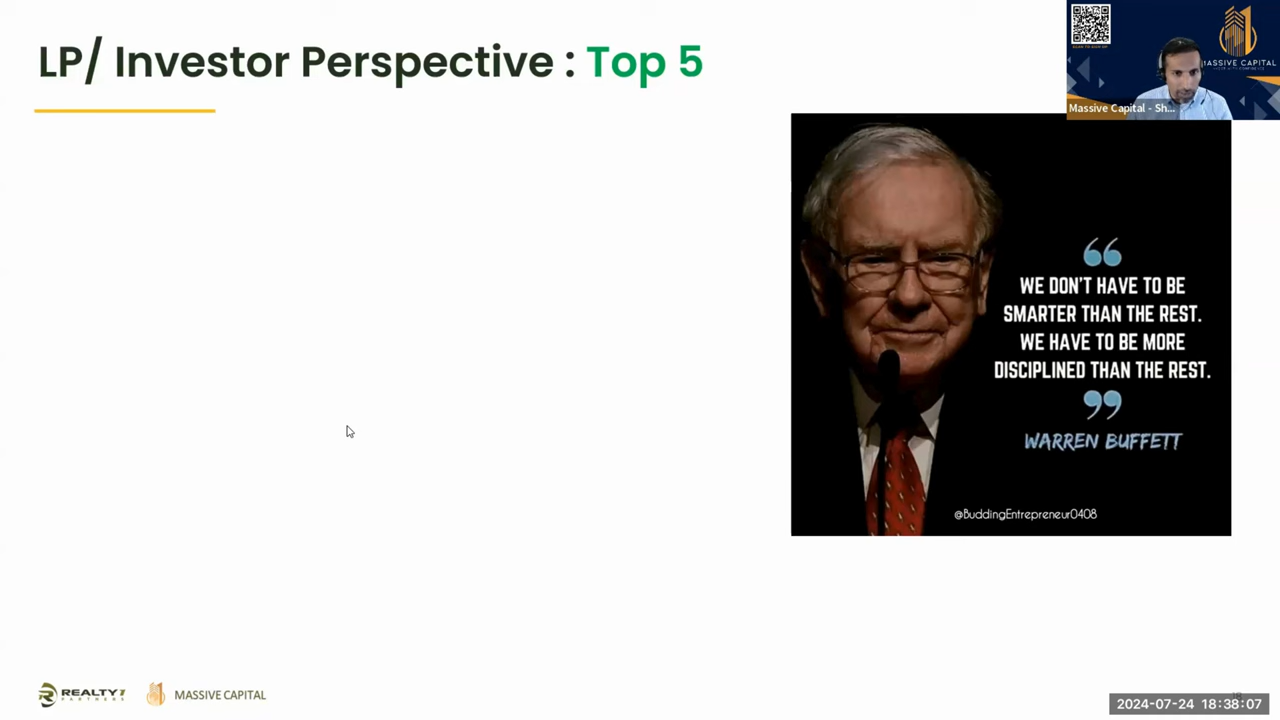 LP/ Investor Perspective : Top 5
MASSIVE CAPITAL
Massive Capital - Sh...
WE DON'T HAVE TO BE
SMARTER THAN THE REST.
WE HAVE TO BE MORE
DISCIPLINED THAN THE REST.
WARREN BUFFETT
@BuddingEntrepreneur0408
REALTY1
PARTNERS
MASSIVE CAPITAL
2024-07-24 18:38:07